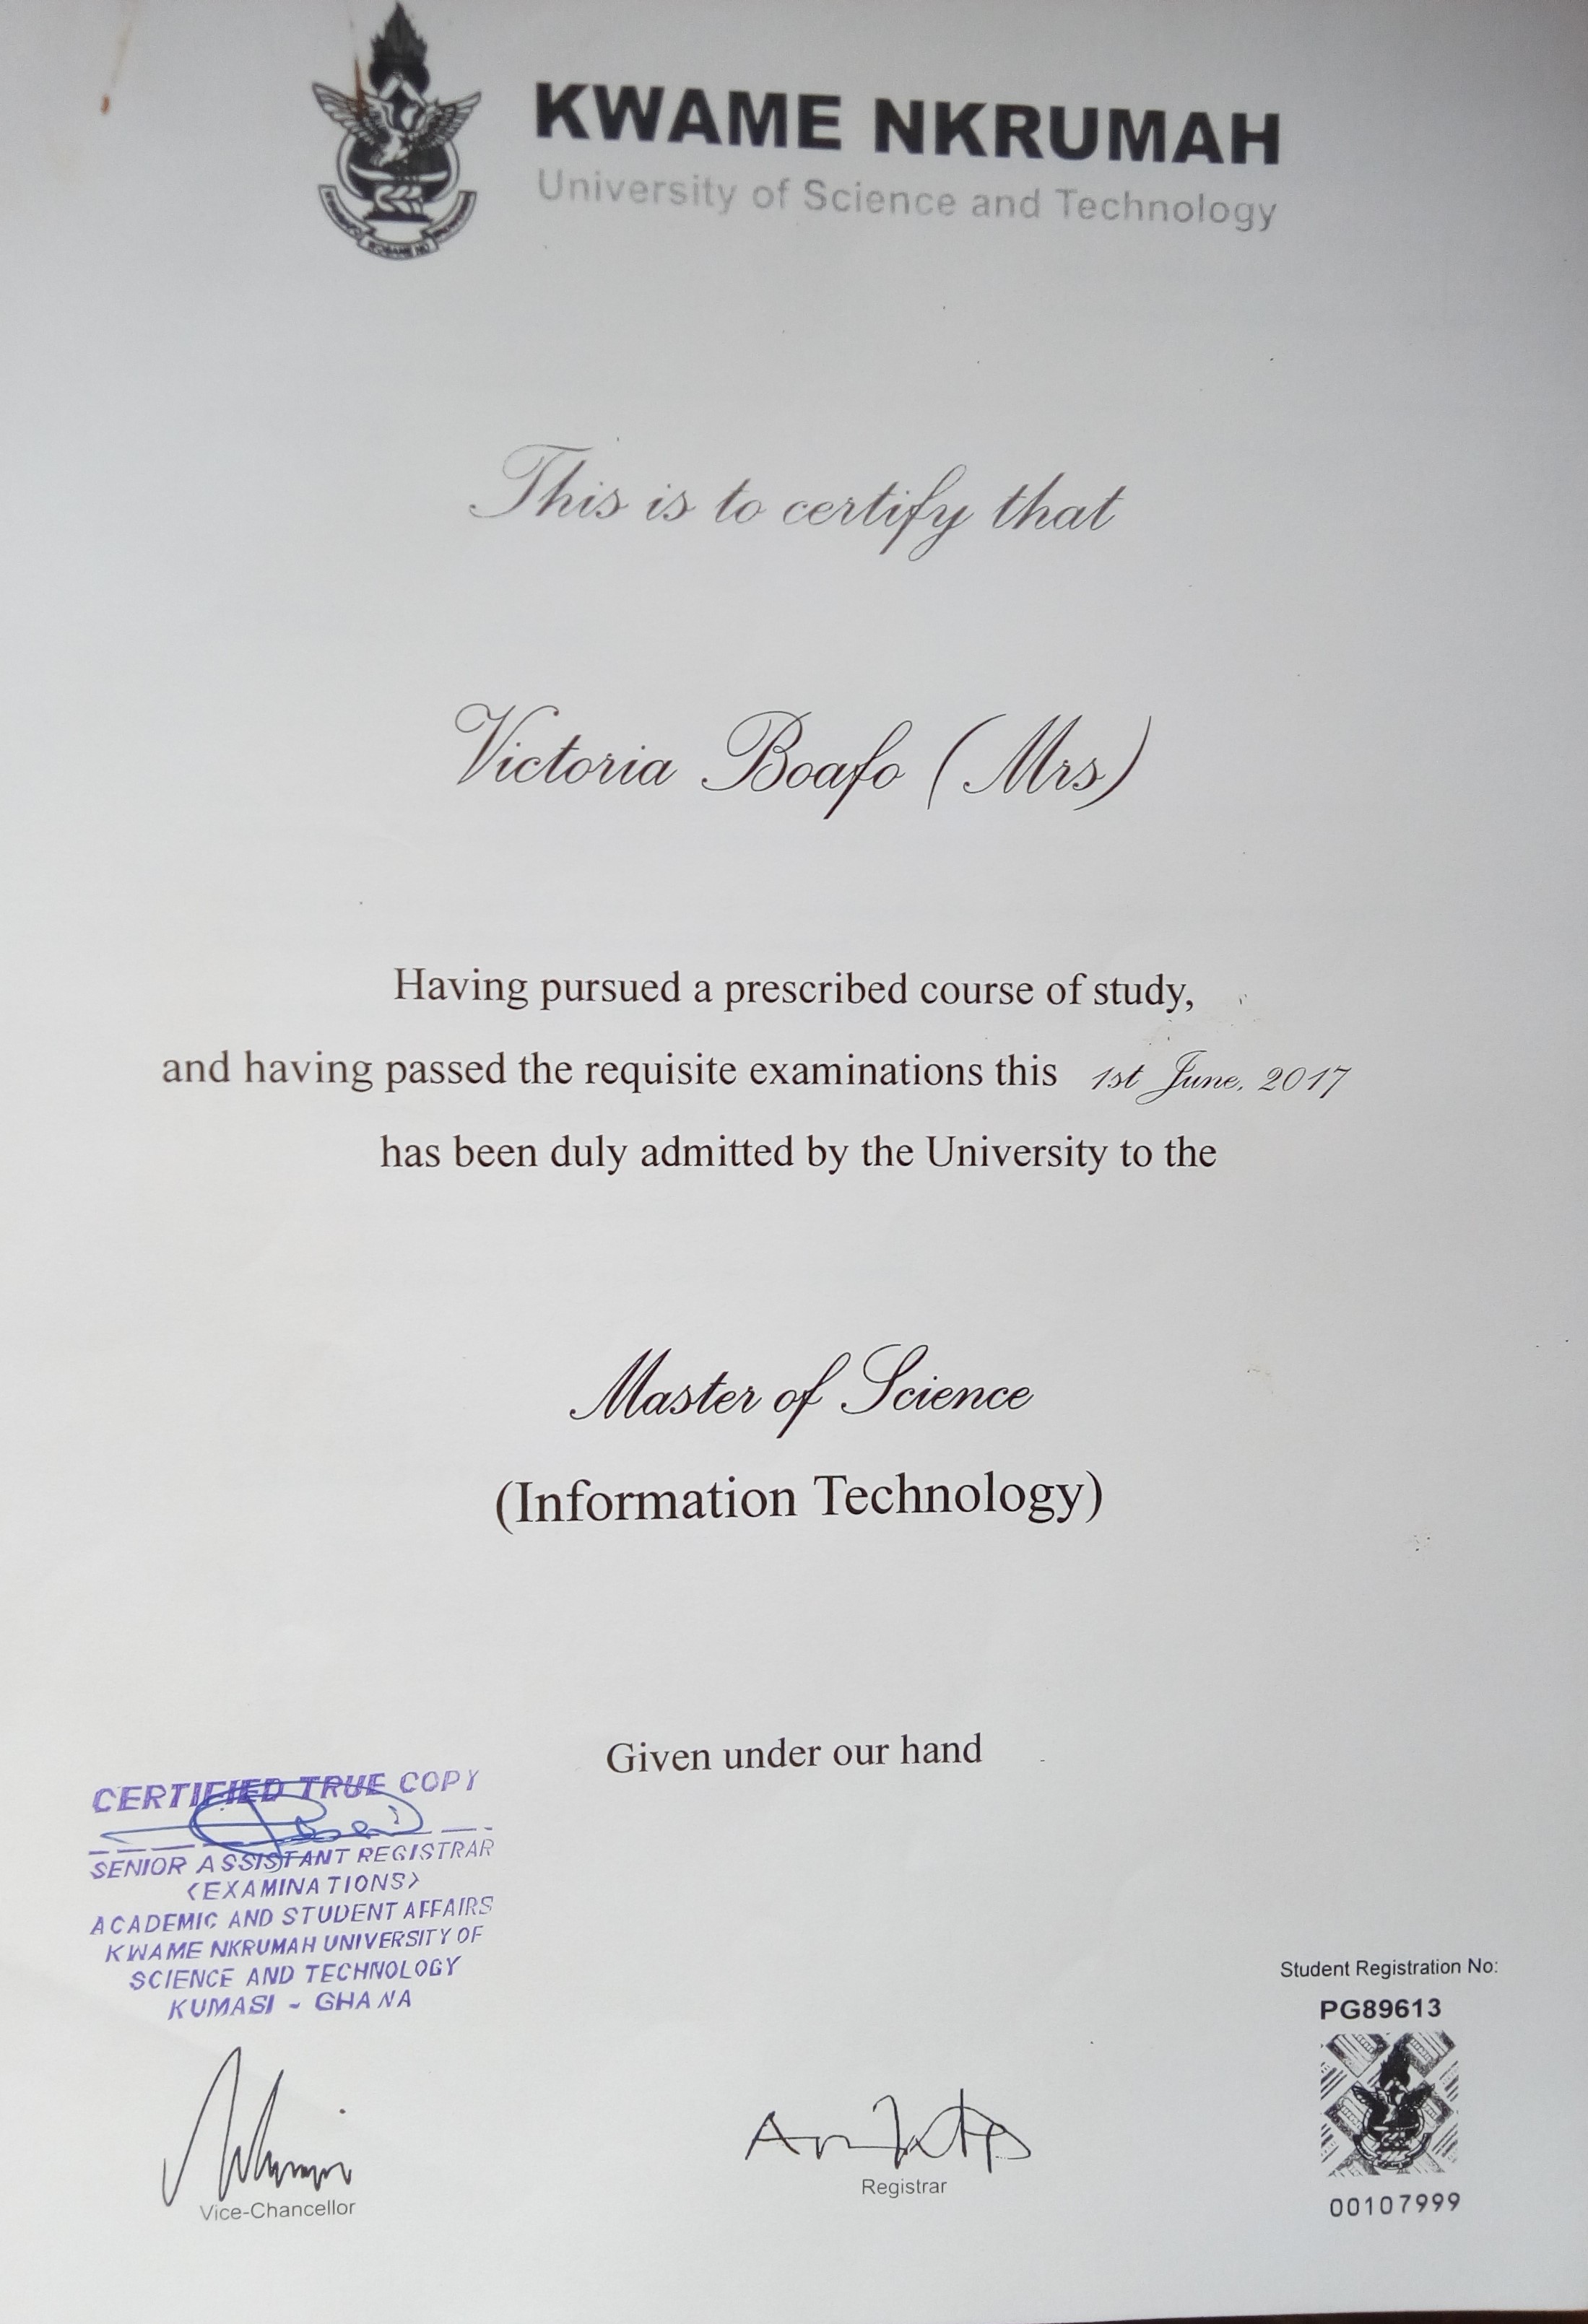 KWAME NKRUMAH
University of Science and Technology
This is to certify that
Victoria Boafo (Mrs)
Having pursued a prescribed course of study,
and having passed the requisite examinations this 1st June, 2017
has been duly admitted by the University to the
Master of Science
(Information Technology)
Given under our hand
CERTIFIED TRUE COPY
SENIOR ASSISTANT REGISTRAR
<EXAMINATIONS>
ACADEMIC AND STUDENT AFFAIRS
KWAME NKRUMAH UNIVERSITY OF
SCIENCE AND TECHNOLOGY
KUMASI - GHANA
Vice-Chancellor
Registrar
Student Registration No:
PG89613
00107999